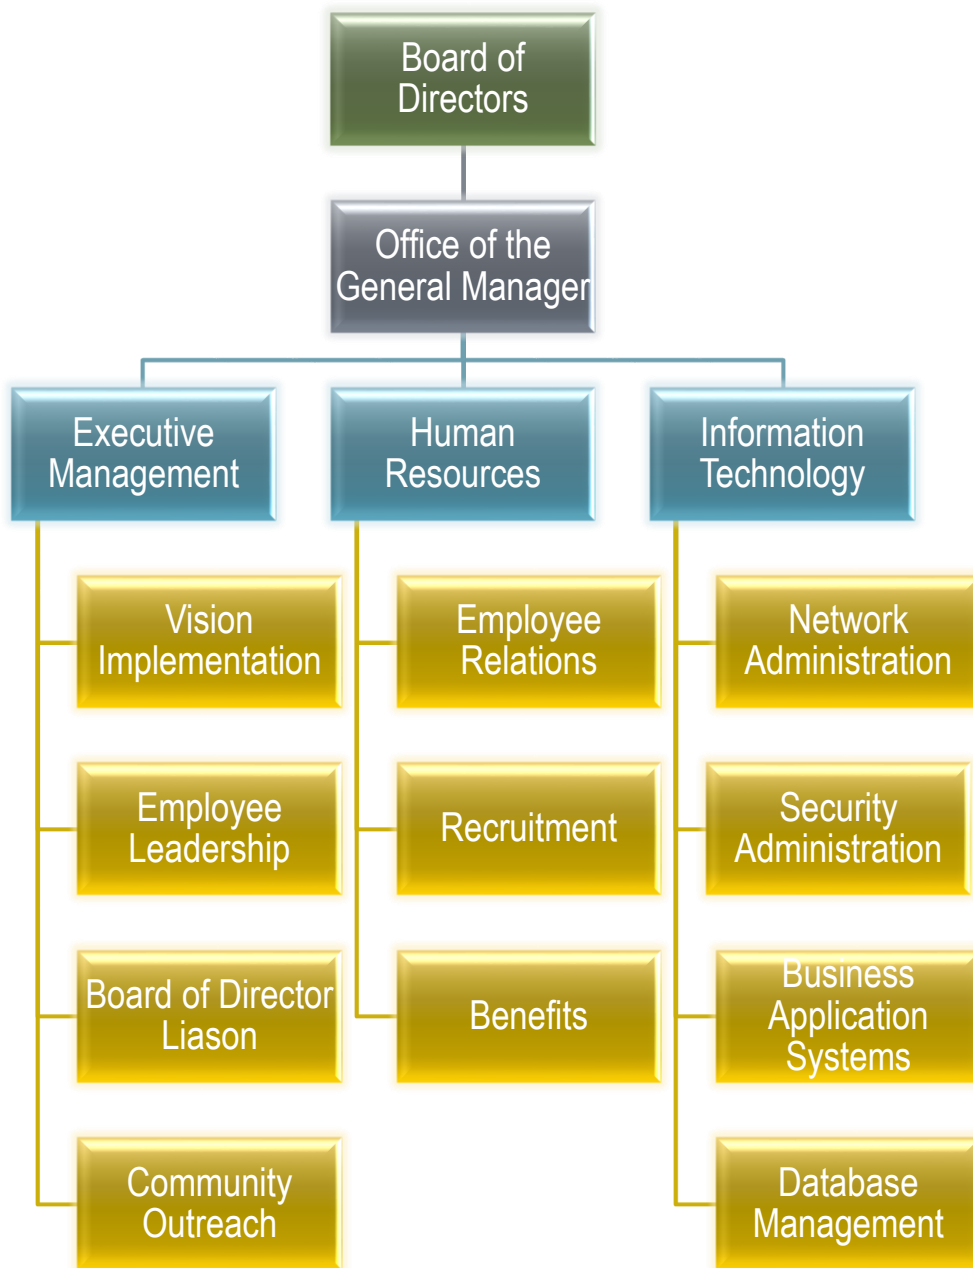 Board of
Directors
Office of the
General Manager
Executive
Management
Human
Resources
Information
Technology
Vision
Implementation
Employee
Relations
Network
Administration
Employee
Leadership
Recruitment
Security
Administration
Board of Director
Liason
Benefits
Business
Application
Systems
Community
Outreach
Database
Management